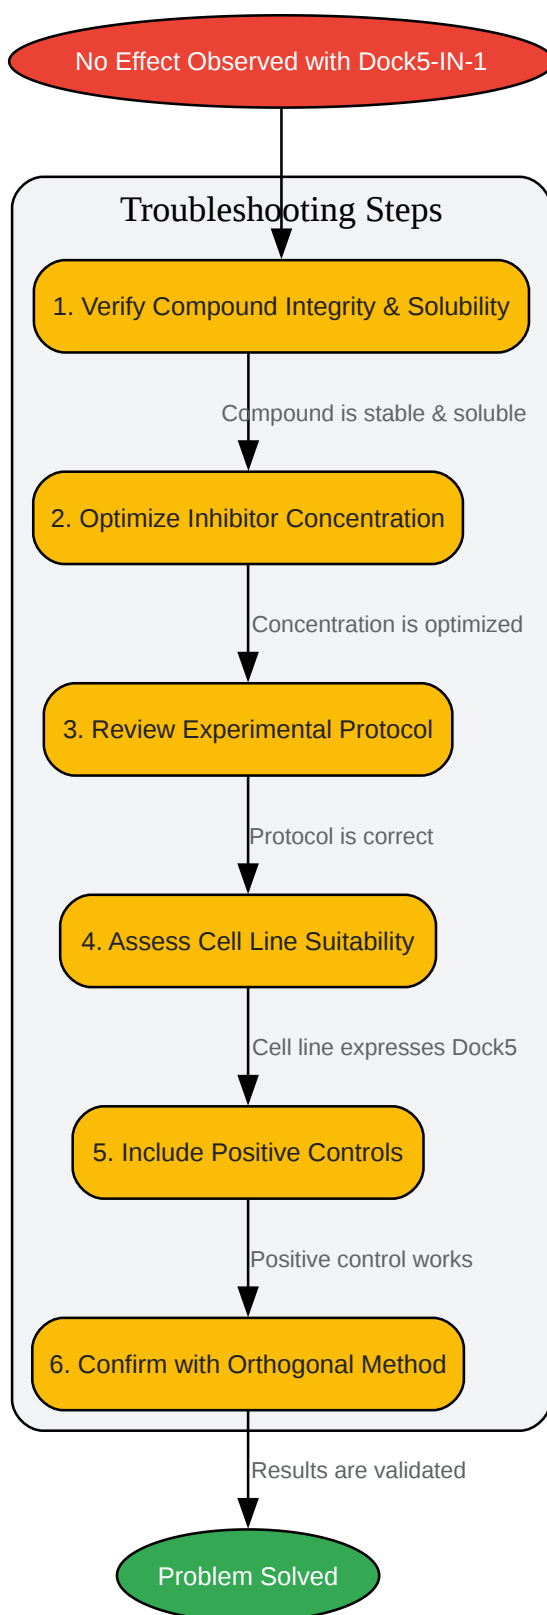 No Effect Observed with Dock5-IN-1
Troubleshooting Steps
1. Verify Compound Integrity & Solubility
Compound is stable & soluble
2. Optimize Inhibitor Concentration
Concentration is optimized
3. Review Experimental Protocol
Protocol is correct
4. Assess Cell Line Suitability
Cell line expresses Dock5
5. Include Positive Controls
Positive control works
6. Confirm with Orthogonal Method
Results are validated
Problem Solved